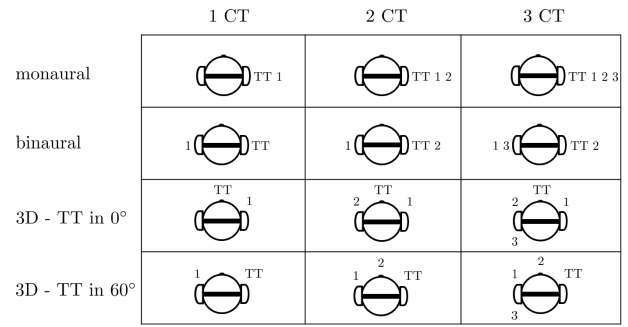 1 CT 2 CT 3 CT
monaural TT 1 TT 1 2 TT 1 2 3
binaural 1 TT 1 TT 2 1 3 TT 2
TT TT TT
1 2 1 2 1
3D - TT in 0°
3
2 2
1 TT 1 TT 1 TT
3D - TT in 60°
3